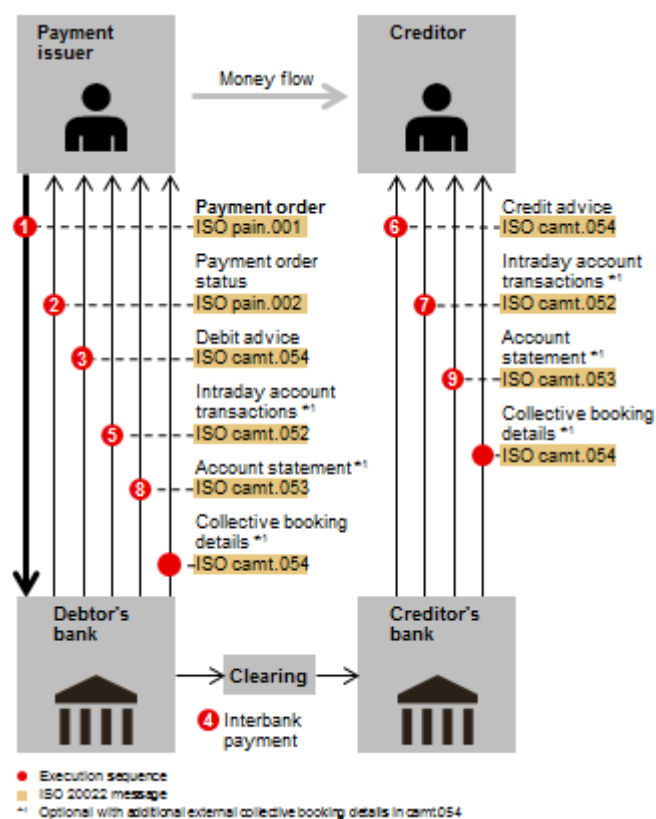 Payment
issuer
Money flow
Creditor
1
Payment order
ISO pain.001
2
Payment order
status
ISO pain.002
3
Debit advice
ISO camt.054
5
Intraday account
transactions *1
ISO camt.052
8
Account statement *1
ISO camt.053
Collective booking
details *1
ISO camt.054
6
Credit advice
ISO camt.054
7
Intraday account
transactions *1
ISO camt.052
9
Account
statement *1
ISO camt.053
Collective booking
details *1
ISO camt.054
Debtor's
bank
Clearing
4 Interbank
payment
Creditor's
bank
Execution sequence
ISO 20022 message
*1 Optional with additional external collective booking details in camt.054